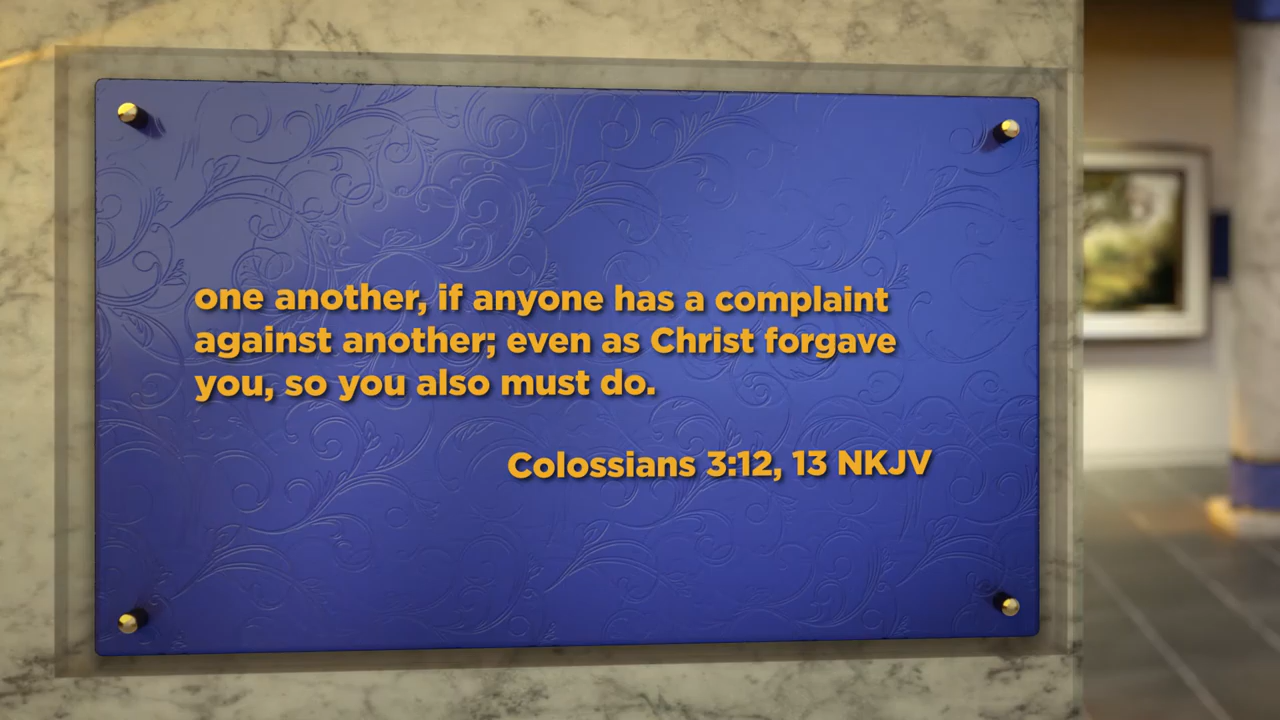 one another, if anyone has a complaint
against another; even as Christ forgave
you, so you also must do.
Colossians 3:12, 13 NKJV